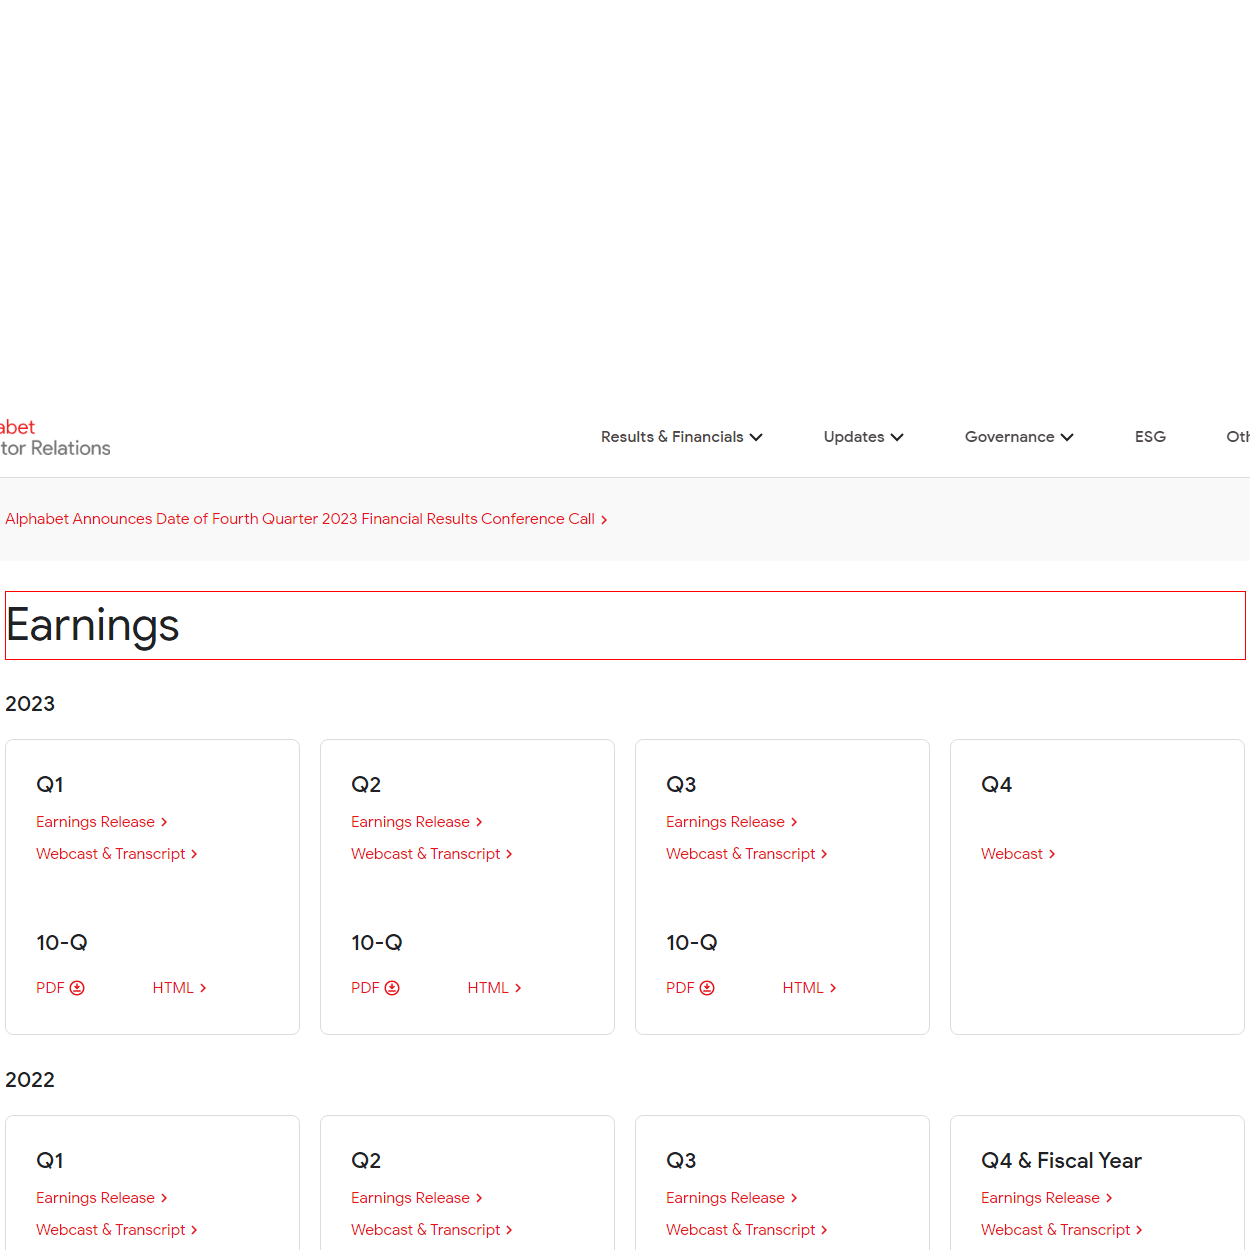 abet
tor Relations
Results & Financials
Updates
Governance
ESG
Oth
Alphabet Announces Date of Fourth Quarter 2023 Financial Results Conference Call
Earnings
2023
Q1
Earnings Release
Webcast & Transcript
10-Q
PDF
HTML
Q2
Earnings Release
Webcast & Transcript
10-Q
PDF
HTML
Q3
Earnings Release
Webcast & Transcript
10-Q
PDF
HTML
Q4
Webcast
2022
Q1
Earnings Release
Webcast & Transcript
Q2
Earnings Release
Webcast & Transcript
Q3
Earnings Release
Webcast & Transcript
Q4 & Fiscal Year
Earnings Release
Webcast & Transcript